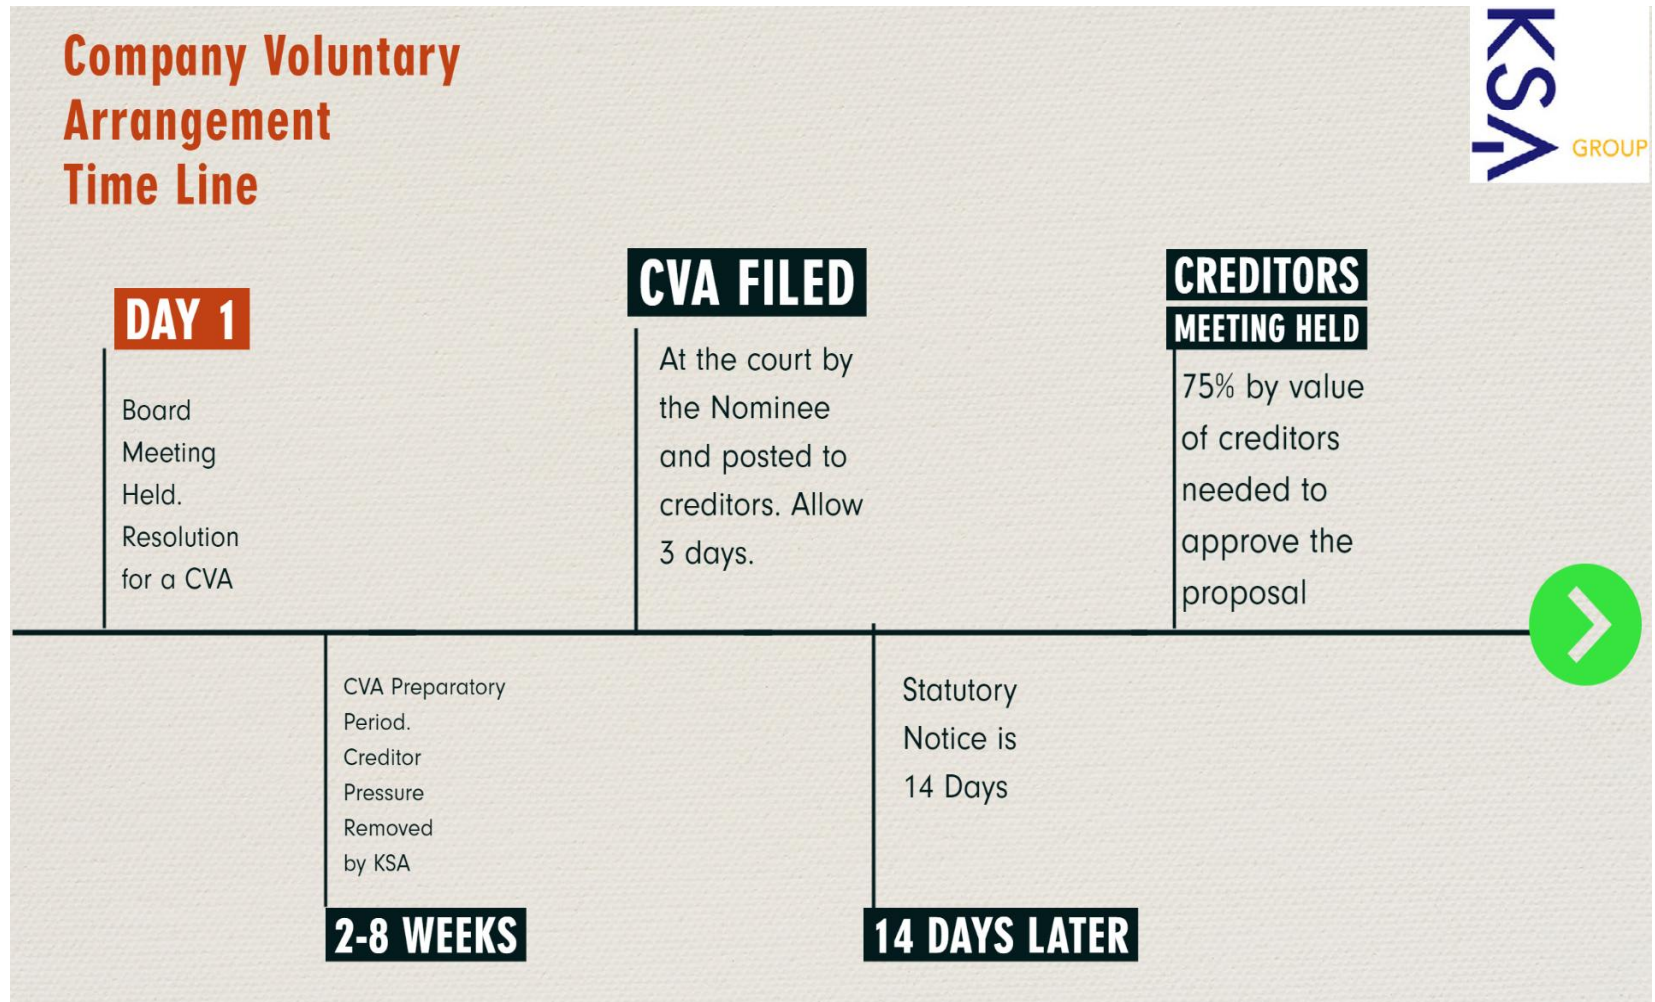 Company Voluntary
Arrangement
Time Line
KSA
GROUP
DAY 1
Board
Meeting
Held.
Resolution
for a CVA
CVA Preparatory
Period.
Creditor
Pressure
Removed
by KSA
2-8 WEEKS
CVA FILED
At the court by
the Nominee
and posted to
creditors. Allow
3 days.
Statutory
Notice is
14 Days
14 DAYS LATER
CREDITORS
MEETING HELD
75% by value
of creditors
needed to
approve the
proposal